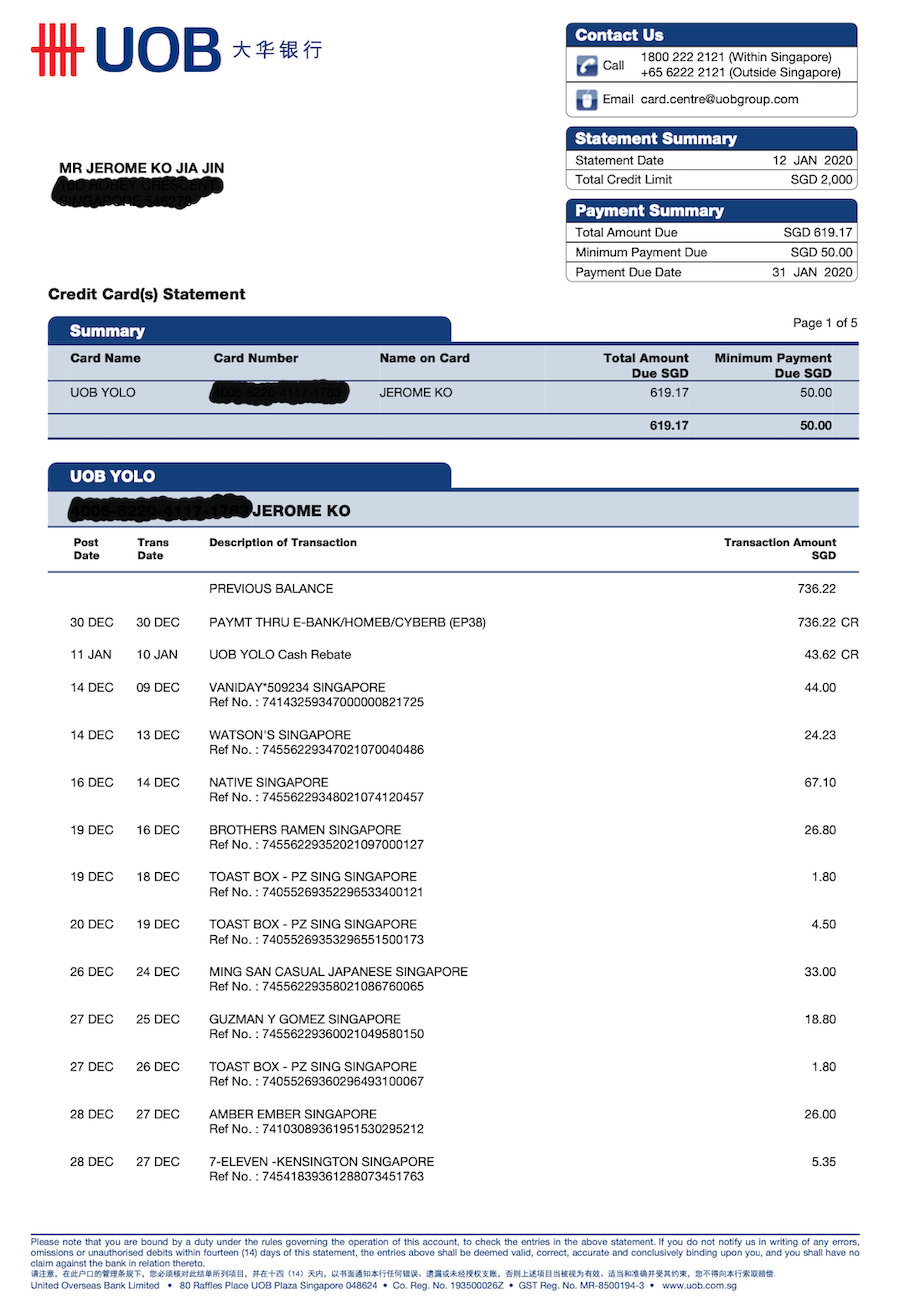 UOB 大华银行
Contact Us
Call 1800 222 2121 (Within Singapore)
+65 6222 2121 (Outside Singapore)
Email card.centre@uobgroup.com
Statement Summary
Statement Date 12 JAN 2020
Total Credit Limit SGD 2,000
MR JEROME KO JIA JIN
Payment Summary
Total Amount Due SGD 619.17
Minimum Payment Due SGD 50.00
Payment Due Date 31 JAN 2020
Credit Card(s) Statement
Page 1 of 5
Summary
Card Name Card Number Name on Card Total Amount Minimum Payment
Due SGD Due SGD
UOB YOLO JEROME KO 619.17 50.00
619.17 50.00
UOB YOLO
JEROME KO
Post Trans Description of Transaction Transaction Amount
Date Date SGD
PREVIOUS BALANCE 736.22
30 DEC 30 DEC PAYMT THRU E-BANK/HOMEB/CYBERB (EP38) 736.22 CR
11 JAN 10 JAN UOB YOLO Cash Rebate 43.62 CR
14 DEC 09 DEC VANIDAY*509234 SINGAPORE 44.00
Ref No. : 74143259347000000821725
14 DEC 13 DEC WATSON'S SINGAPORE 24.23
Ref No. : 74556229347021070040486
16 DEC 14 DEC NATIVE SINGAPORE 67.10
Ref No. : 74556229348021074120457
19 DEC 16 DEC BROTHERS RAMEN SINGAPORE 26.80
Ref No. : 74556229352021097000127
19 DEC 18 DEC TOAST BOX - PZ SING SINGAPORE 1.80
Ref No. : 74055269352296533400121
20 DEC 19 DEC TOAST BOX - PZ SING SINGAPORE 4.50
Ref No. : 74055269353296551500173
26 DEC 24 DEC MING SAN CASUAL JAPANESE SINGAPORE 33.00
Ref No. : 74556229358021086760065
27 DEC 25 DEC GUZMAN Y GOMEZ SINGAPORE 18.80
Ref No. : 74556229360021049580150
27 DEC 26 DEC TOAST BOX - PZ SING SINGAPORE 1.80
Ref No. : 74055269360296493100067
28 DEC 27 DEC AMBER EMBER SINGAPORE 26.00
Ref No. : 74103089361951530295212
28 DEC 27 DEC 7-ELEVEN -KENSINGTON SINGAPORE 5.35
Ref No. : 74541839361288073451763
Please note that you are bound by a duty under the rules governing the operation of this account, to check the entries in the above statement. If you do not notify us in writing of any errors,
omissions or unauthorised debits within fourteen (14) days of this statement, the entries above shall be deemed valid, correct, accurate and conclusively binding upon you, and you shall have no
claim against the bank in relation thereto.
请注意，在此户口的管理条规下，您必须核对此结单所列项目，并在十四（14）天内，以书面通知本行任何错误、遗漏或未经授权支账，否则上述项目当被视为有效、适当和准确并受其约束，您不得向本行索取赔偿.
United Overseas Bank Limited • 80 Raffles Place UOB Plaza Singapore 048624 • Co. Reg. No. 193500026Z • GST Reg. No. MR-8500194-3 • www.uob.com.sg